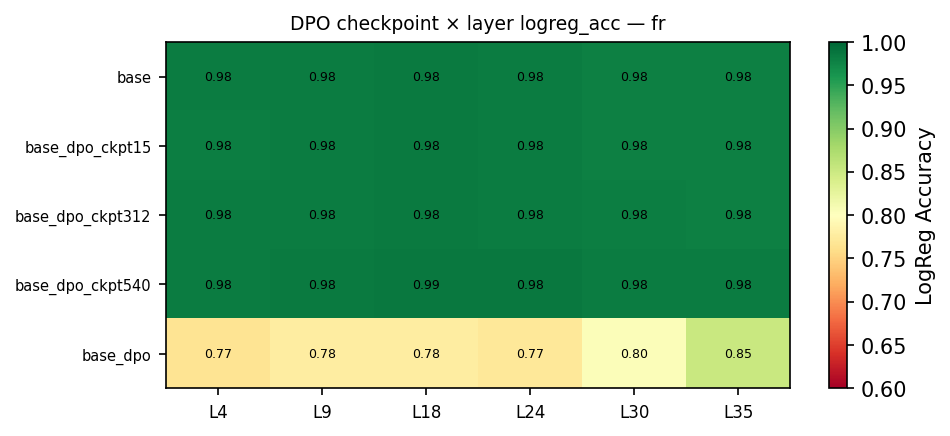 DPO checkpoint × layer logreg_acc — fr
base 0.98 0.98 0.98 0.98 0.98 0.98
base_dpo_ckpt15 0.98 0.98 0.98 0.98 0.98 0.98
base_dpo_ckpt312 0.98 0.98 0.98 0.98 0.98 0.98
base_dpo_ckpt540 0.98 0.98 0.99 0.98 0.98 0.98
base_dpo 0.77 0.78 0.78 0.77 0.80 0.85
L4 L9 L18 L24 L30 L35
1.00
0.95
0.90
0.85
0.80
0.75
0.70
0.65
0.60
LogReg Accuracy